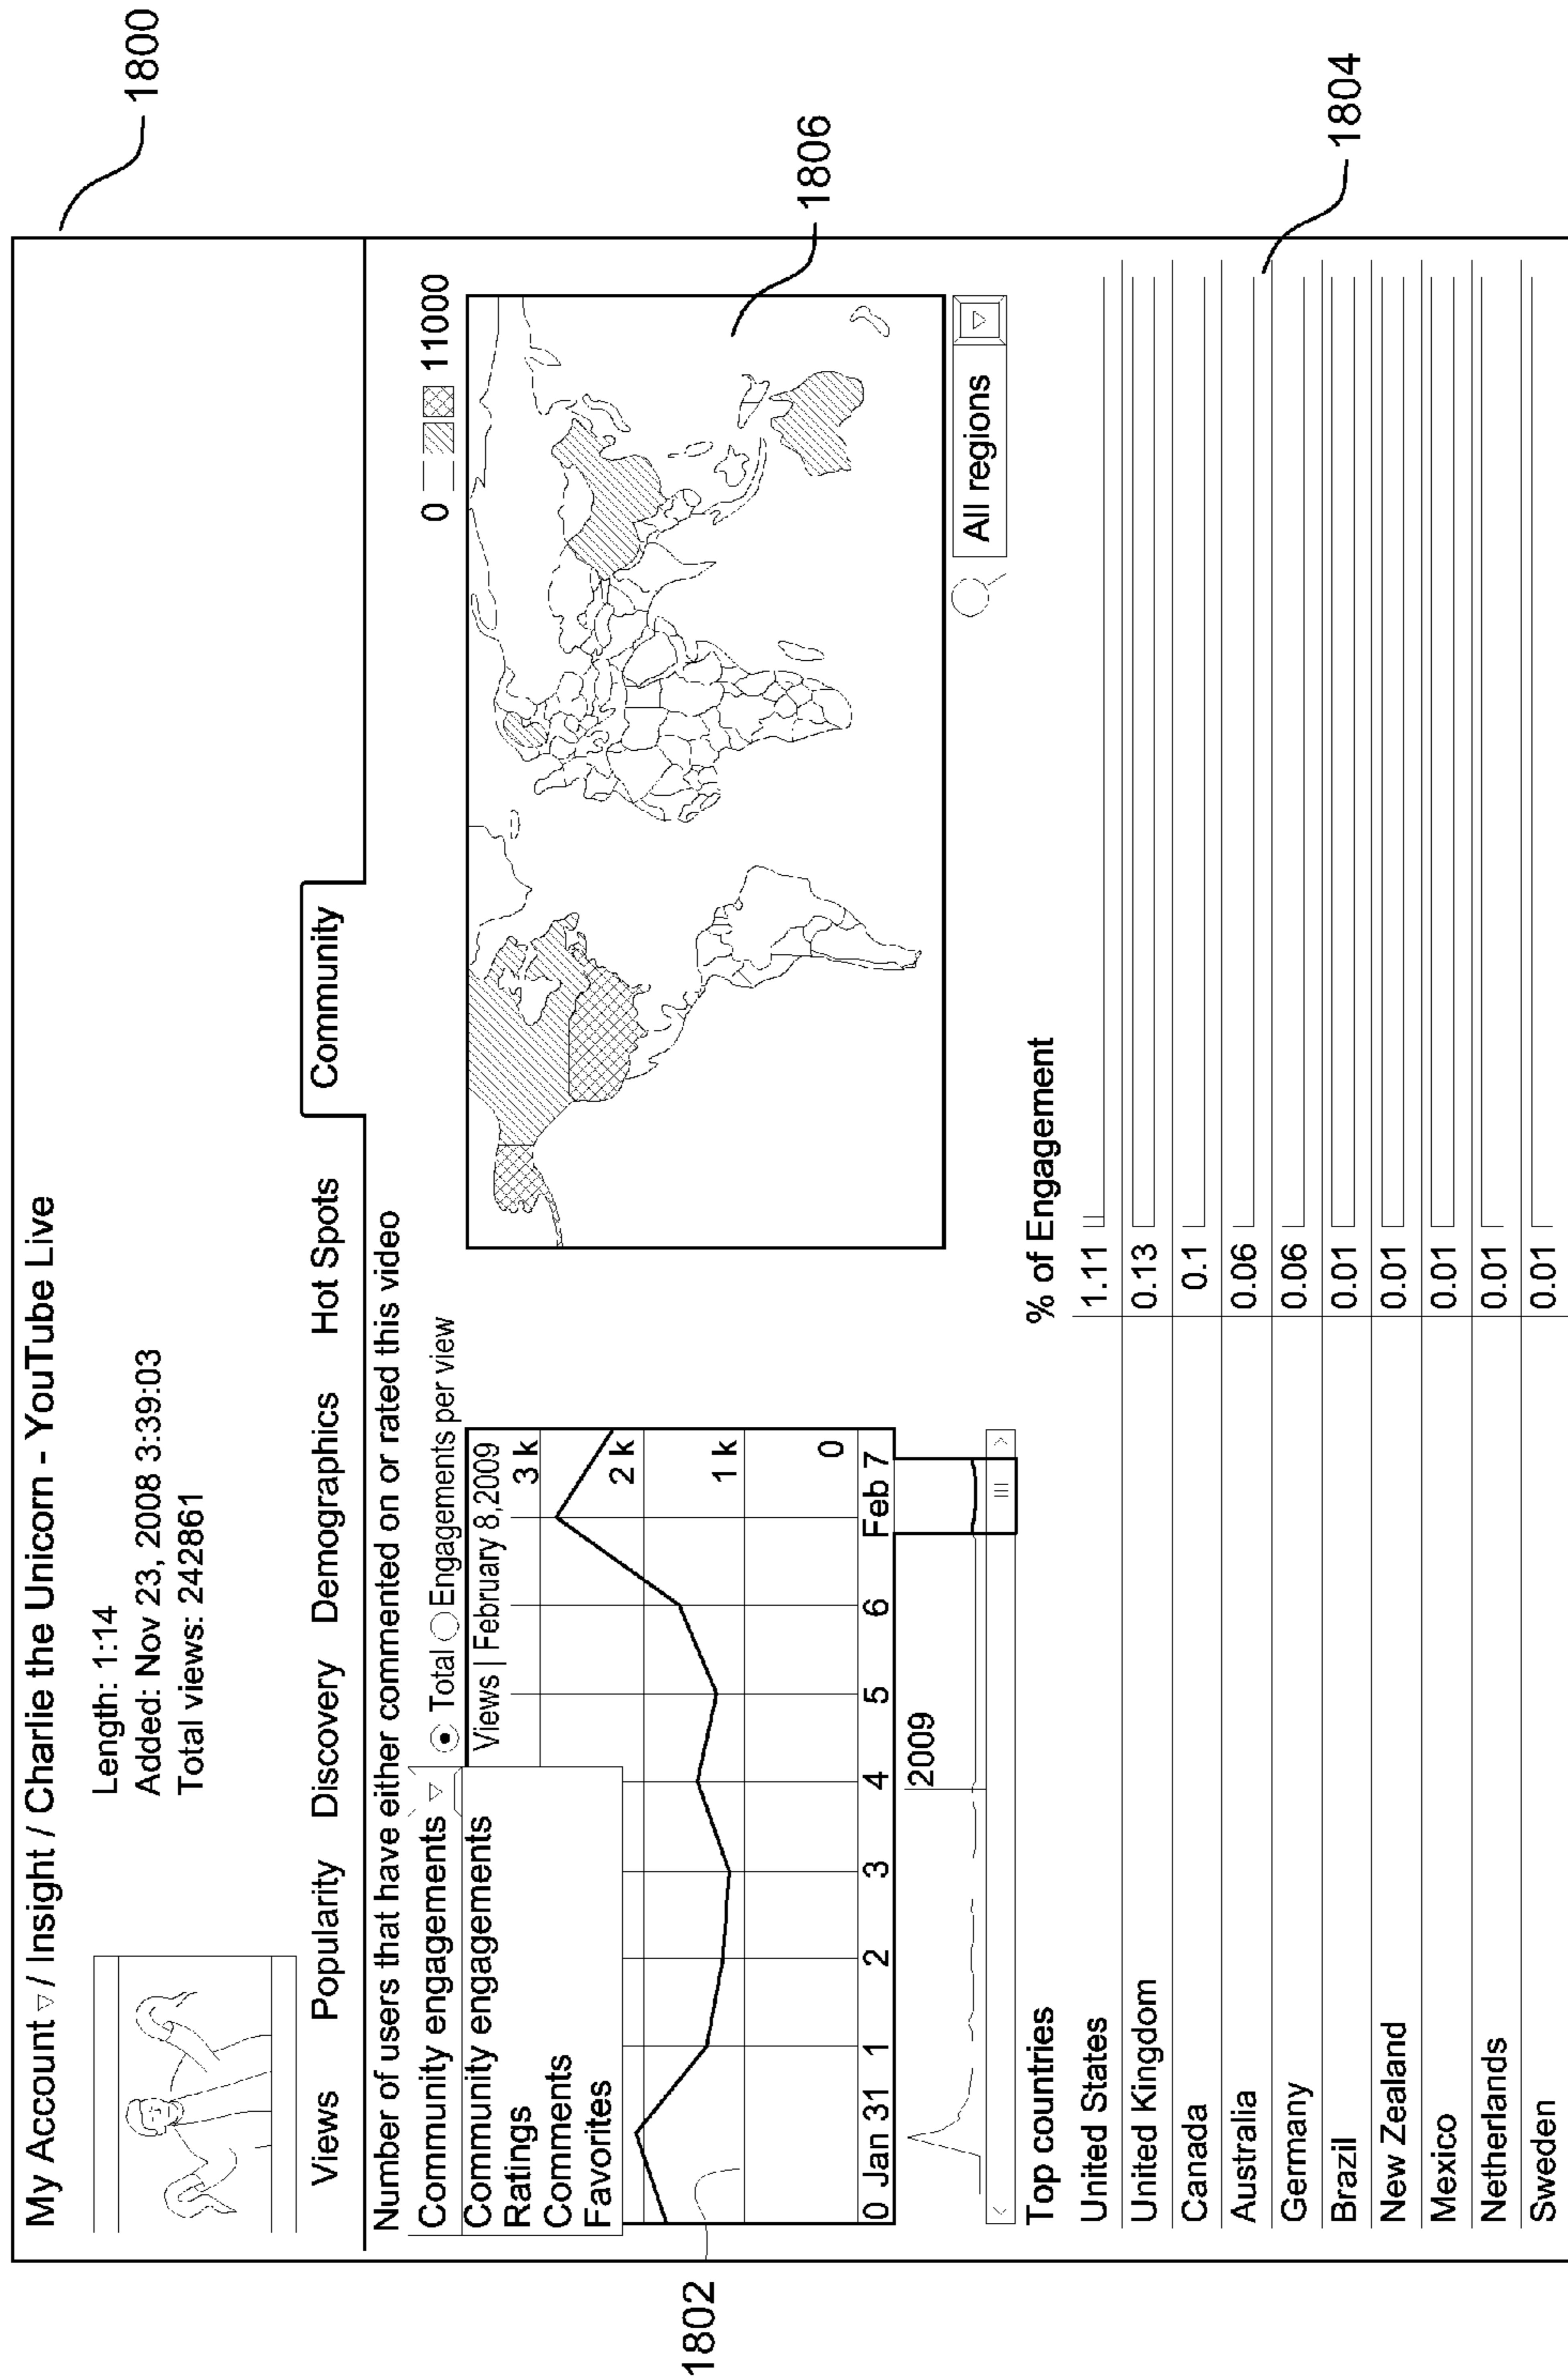 1800
My Account ▿ / Insight / Charlie the Unicorn - YouTube Live
Length: 1:14
Added: Nov 23, 2008 3:39:03
Total views: 242861
Views Popularity Discovery Demographics Hot Spots Community
Number of users that have either commented on or rated this video
Community engagements Total Engagements per view
Community engagements
Ratings
Comments
Favorites
Views | February 8,2009
3 k
2 k
1 k
0
0 Jan 31 1 2 3 4 5 6 Feb 7
2009
1802
0 11000
1806
All regions
Top countries % of Engagement
United States 1.11
United Kingdom 0.13
Canada 0.1
Australia 0.06
Germany 0.06
Brazil 0.01
New Zealand 0.01
Mexico 0.01
Netherlands 0.01
Sweden 0.01
1804